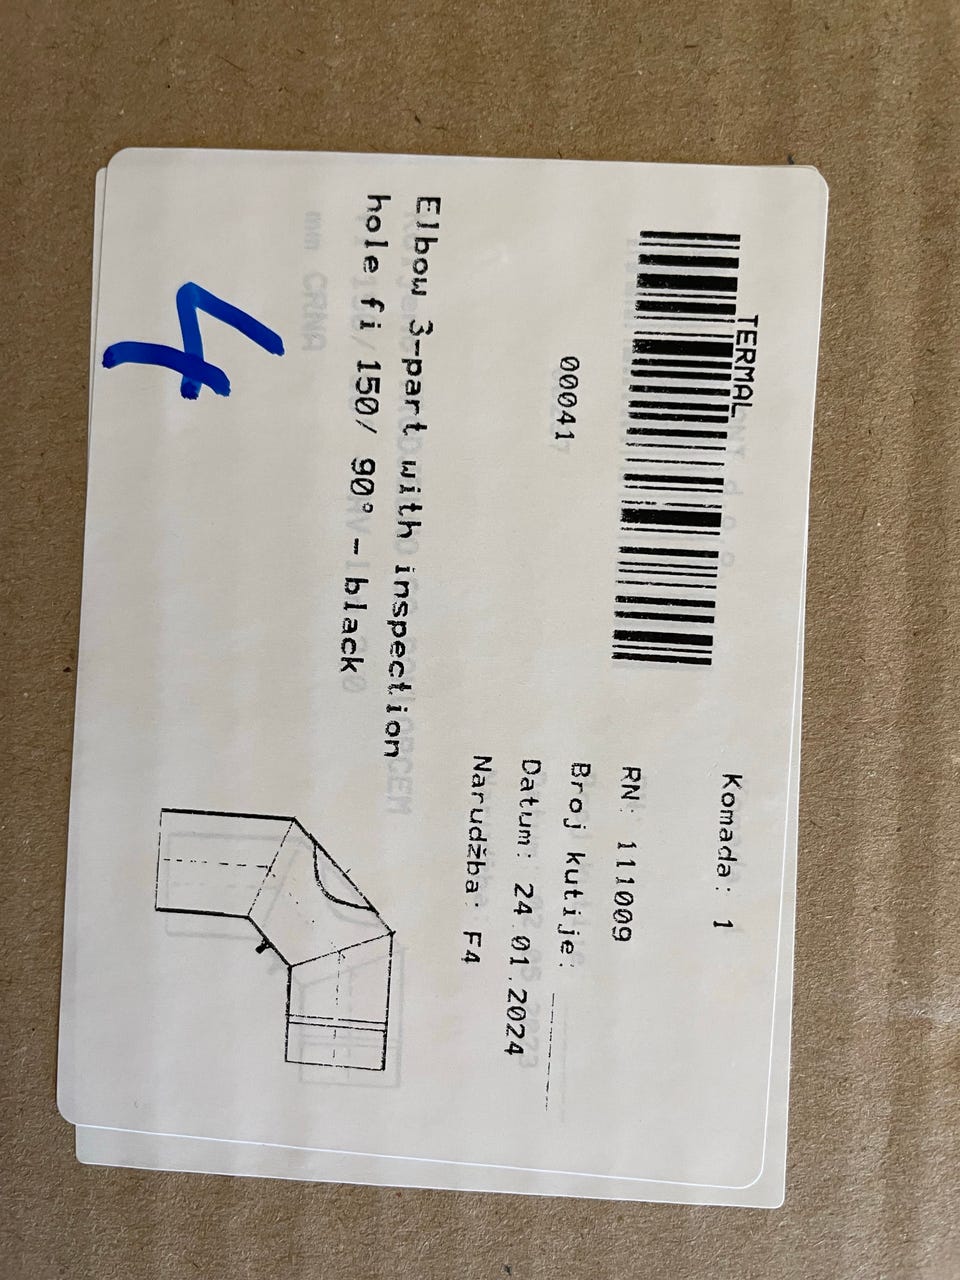 TERMAL
Komada: 1
RN: 111009
00041
Broj kutije:
Datum: 24.01.2024
Narudžba: F4
Elbow 3-part with inspection
hole fi/150/ 90°-black
4